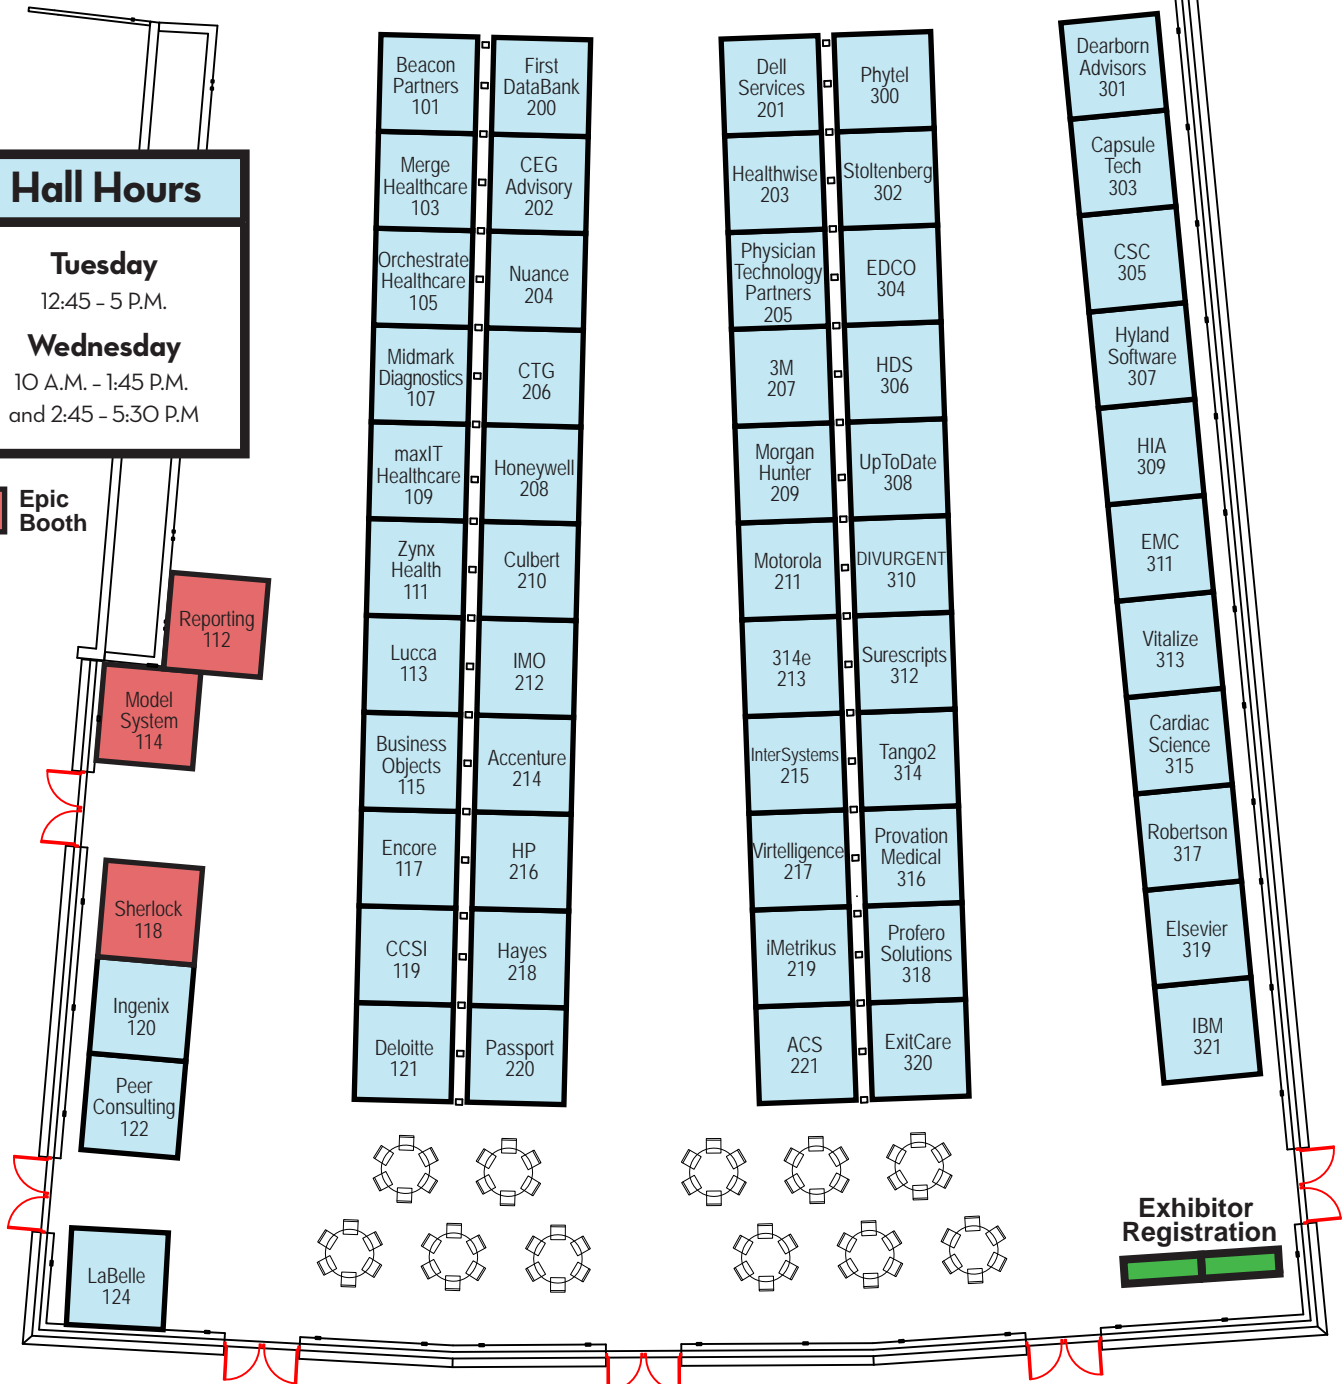 Hall Hours
Tuesday
12:45 - 5 P.M.
Wednesday
10 A.M. - 1:45 P.M.
and 2:45 - 5:30 P.M
Epic
Booth
Reporting
112
Model
System
114
Sherlock
118
Ingenix
120
Peer
Consulting
122
LaBelle
124
Beacon
Partners
101
Merge
Healthcare
103
Orchestrate
Healthcare
105
Midmark
Diagnostics
107
maxIT
Healthcare
109
Zynx
Health
111
Lucca
113
Business
Objects
115
Encore
117
CCSI
119
Deloitte
121
First
DataBank
200
CEG
Advisory
202
Nuance
204
CTG
206
Honeywell
208
Culbert
210
IMO
212
Accenture
214
HP
216
Hayes
218
Passport
220
Dell
Services
201
Healthwise
203
Physician
Technology
Partners
205
3M
207
Morgan
Hunter
209
Motorola
211
314e
213
InterSystems
215
Virtelligence
217
iMetrikus
219
ACS
221
Phytel
300
Stoltenberg
302
EDCO
304
HDS
306
UpToDate
308
DIVURGENT
310
Surescripts
312
Tango2
314
Provation
Medical
316
Profero
Solutions
318
ExitCare
320
Dearborn
Advisors
301
Capsule
Tech
303
CSC
305
Hyland
Software
307
HIA
309
EMC
311
Vitalize
313
Cardiac
Science
315
Robertson
317
Elsevier
319
IBM
321
Exhibitor
Registration